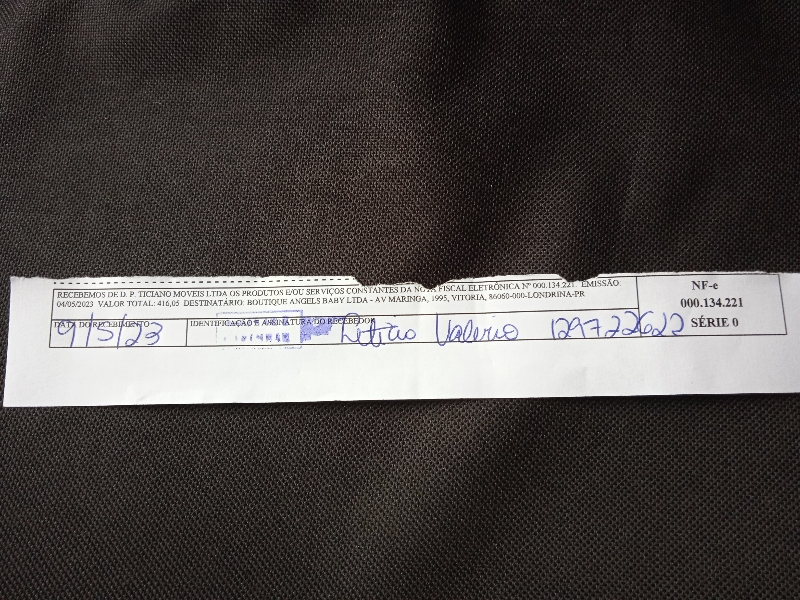 RECEBEMOS DE D. P. TICIANO MOVEIS LTDA OS PRODUTOS E/OU SERVIÇOS CONSTANTES DA FISCAL ELETRÔNICA Nº 000.134.221. EMISSÃO:
04/05/2023 VALOR TOTAL: 416,05 DESTINATÁRIO: BOUTIQUE ANGELS BABY LTDA - AV MARINGA, 1995, VITORIA, 86060-000-LONDRINA-PR
NF-e
000.134.221
SÉRIE 0
DATA DO RECEBIMENTO
9/5/23
IDENTIFICAÇÃO E ASSINATURA DO RECEBEDOR
Valerio